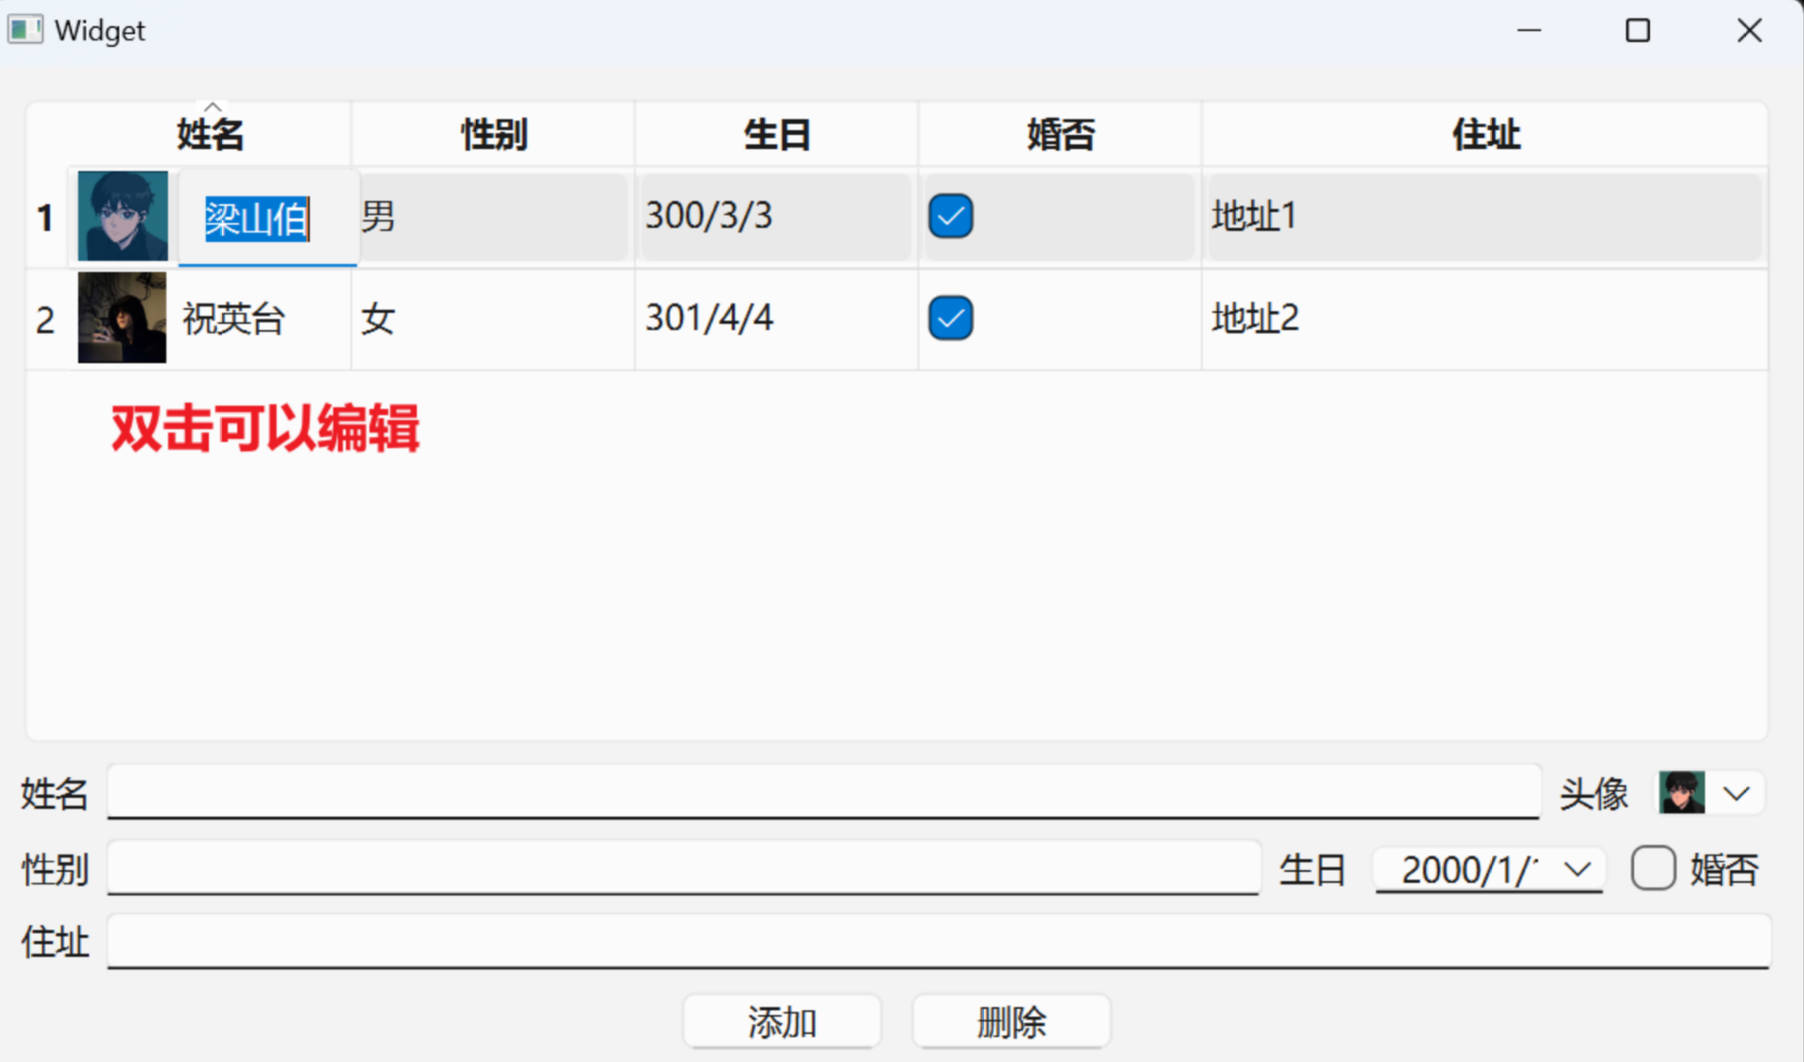 Widget
姓名 性别 生日 婚否 住址
1 梁山伯 男 300/3/3 地址1
2 祝英台 女 301/4/4 地址2
双击可以编辑
姓名 头像
性别 生日 2000/1/ 婚否
住址
添加 删除